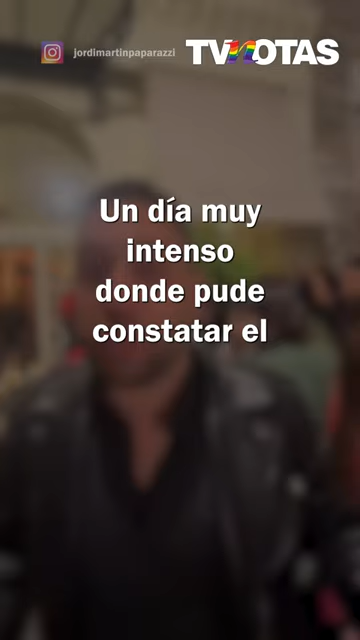 jordimartinpaparazzi TVNOTAS
Un día muy
intenso
donde pude
constatar el